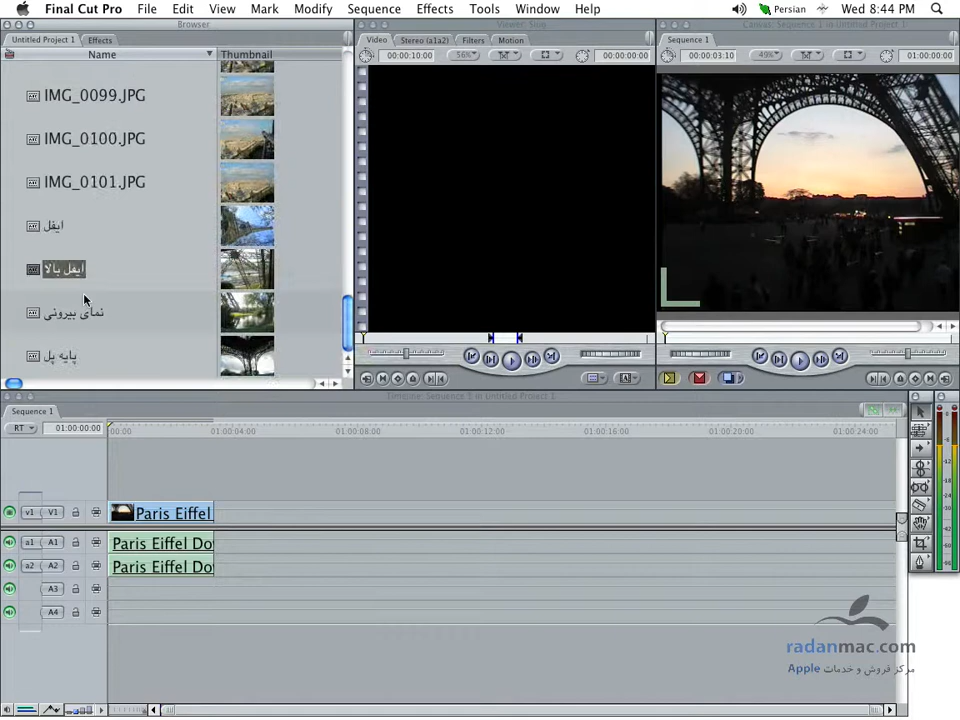 Final Cut Pro File Edit View Mark Modify Sequence Effects Tools Window Help Persian Wed 8:44 PM
Browser Viewer: Slug Canvas: Sequence 1 in Untitled Project 1
Untitled Project 1 Effects Video Stereo (a1a2) Filters Motion Sequence 1
Name Thumbnail 00:00:10:00 56% 00:00:00:00 00:00:03:10 49% 01:00:00:00
IMG_0099.JPG
IMG_0100.JPG
IMG_0101.JPG
ایفل
ایفل بالا
نمای بیرونی
پایه پل
Timeline: Sequence 1 in Untitled Project 1
Sequence 1
RT 01:00:00:00 00:00 01:00:04:00 01:00:08:00 01:00:12:00 01:00:16:00 01:00:20:00 01:00:24:00
v1 V1 Paris Eiffel
a1 A1 Paris Eiffel Do
a2 A2 Paris Eiffel Do
A3
A4
radanmac.com
مرکز فروش و خدمات Apple